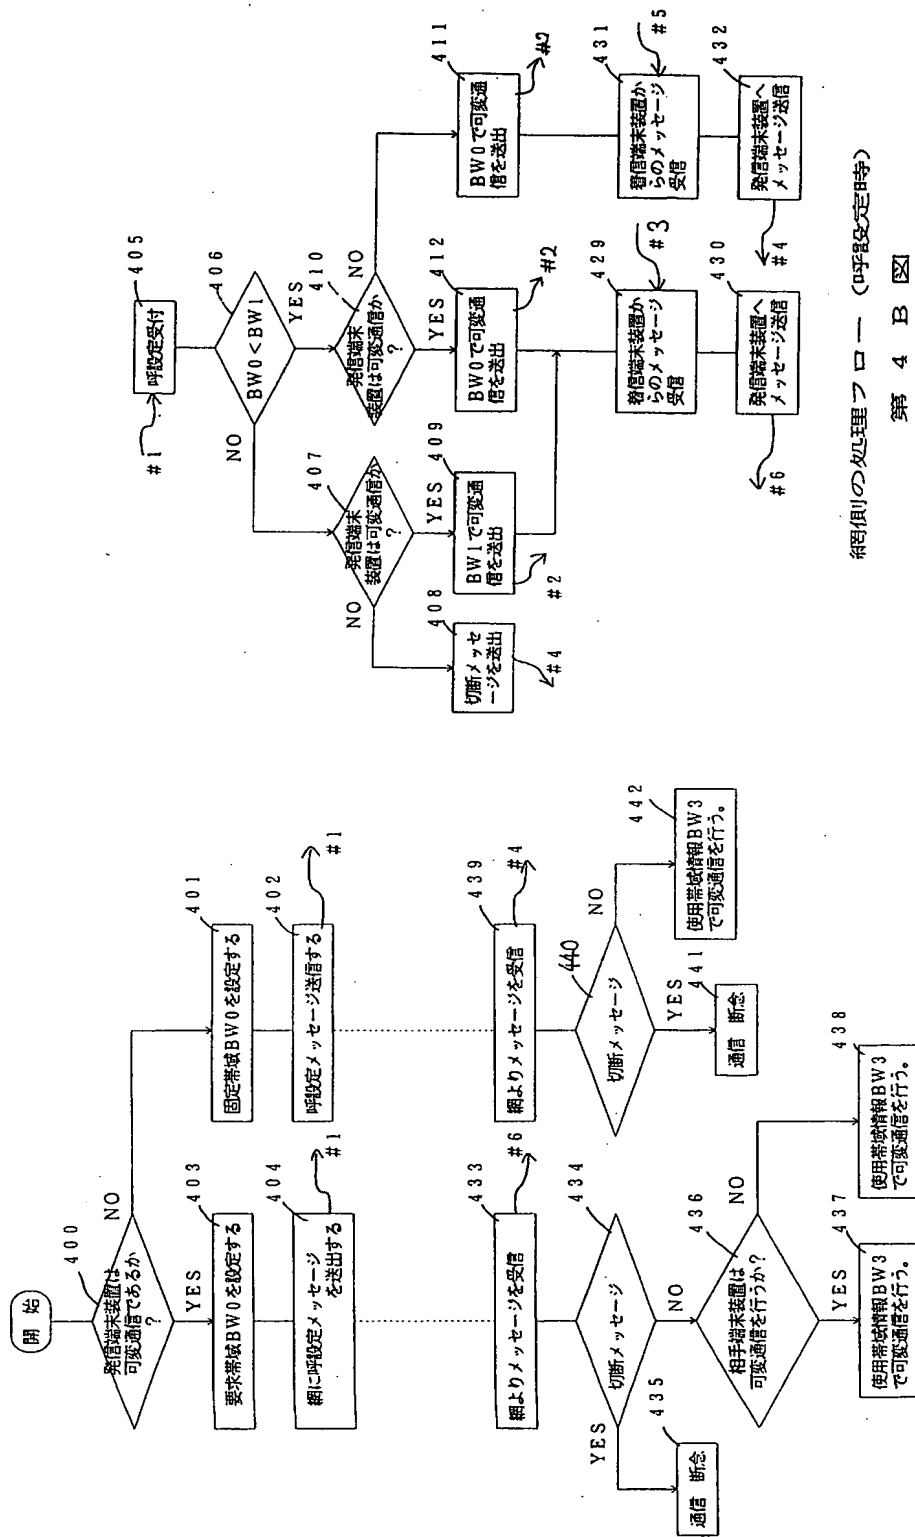 開 始
400
発信端末装置は
可変通信であるか
?
NO
YES
401
固定帯域BW0を設定する
402
呼設定メッセージ送信する
#1
403
要求帯域BW0を設定する
404
網に呼設定メッセージ
を送出する
#1
433
網よりメッセージを受信
#6
434
切断メッセージ
YES
NO
435
通信 断念
436
相手端末装置は
可変通信を行うか?
NO
YES
437
使用帯域情報BW3
で可変通信を行う。
438
使用帯域情報BW3
で可変通信を行う。
439
網よりメッセージを受信
#4
440
切断メッセージ
NO
YES
441
通信 断念
442
使用帯域情報BW3
で可変通信を行う。
#1
405
呼設定受付
406
BW0<BW1
NO
YES
407
発信端末
装置は可変通信か
?
NO
YES
408
切断メッセ
ージを送出
#4
409
BW1で可変通
信を送出
#2
410
発信端末
装置は可変通信か
?
NO
YES
412
BW0で可変通
信を送出
#2
411
BW0で可変通
信を送出
#2
429
着信端末装置か
らのメッセージ
受信
#3
430
発信端末装置へ
メッセージ送信
#6
431
着信端末装置か
らのメッセージ
受信
#5
432
発信端末装置へ
メッセージ送信
#4
網側の処理フロー (呼設定時)
第 4 B 図